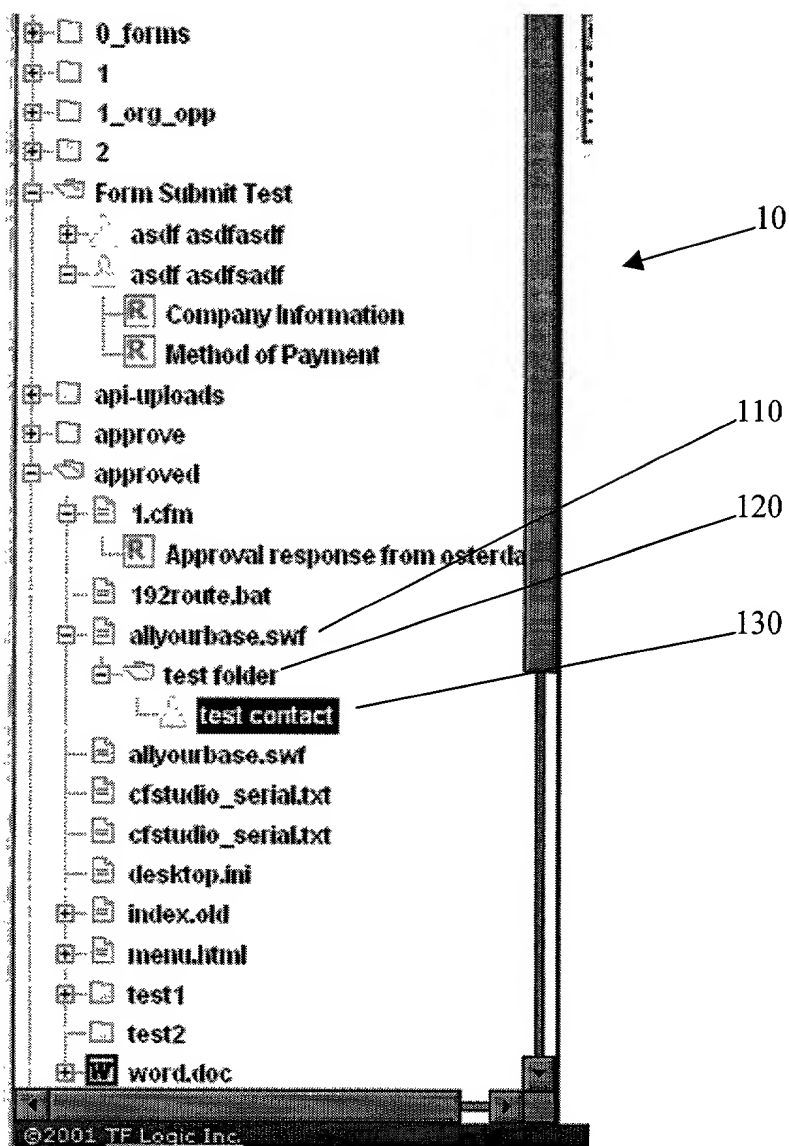 0_forms
1
1_org_opp
2
Form Submit Test
10
asdf asdfasdf
asdf asdfsadf
R Company Information
R Method of Payment
api-uploads
110
approve
approved
120
1.cfm
R Approval response from osterda
192route.bat
130
allyourbase.swf
test folder
test contact
allyourbase.swf
cfstudio_serial.txt
cfstudio_serial.txt
desktop.ini
index.old
menu.html
test1
test2
W word.doc
©2001 TF Logic Inc.